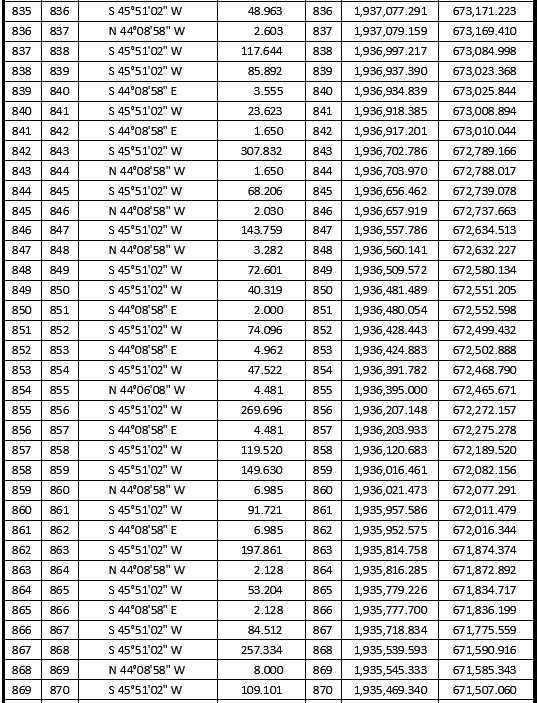 835 836 S 45°51'02" W 48.963 836 1,937,077.291 673,171.223
836 837 N 44°08'58" W 2.603 837 1,937,079.159 673,169.410
837 838 S 45°51'02" W 117.644 838 1,936,997.217 673,084.998
838 839 S 45°51'02" W 85.892 839 1,936,937.390 673,023.368
839 840 S 44°08'58" E 3.555 840 1,936,934.839 673,025.844
840 841 S 45°51'02" W 23.623 841 1,936,918.385 673,008.894
841 842 S 44°08'58" E 1.650 842 1,936,917.201 673,010.044
842 843 S 45°51'02" W 307.832 843 1,936,702.786 672,789.166
843 844 N 44°08'58" W 1.650 844 1,936,703.970 672,788.017
844 845 S 45°51'02" W 68.206 845 1,936,656.462 672,739.078
845 846 N 44°08'58" W 2.030 846 1,936,657.919 672,737.663
846 847 S 45°51'02" W 143.759 847 1,936,557.786 672,634.513
847 848 N 44°08'58" W 3.282 848 1,936,560.141 672,632.227
848 849 S 45°51'02" W 72.601 849 1,936,509.572 672,580.134
849 850 S 45°51'02" W 40.319 850 1,936,481.489 672,551.205
850 851 S 44°08'58" E 2.000 851 1,936,480.054 672,552.598
851 852 S 45°51'02" W 74.096 852 1,936,428.443 672,499.432
852 853 S 44°08'58" E 4.962 853 1,936,424.883 672,502.888
853 854 S 45°51'02" W 47.522 854 1,936,391.782 672,468.790
854 855 N 44°06'08" W 4.481 855 1,936,395.000 672,465.671
855 856 S 45°51'02" W 269.696 856 1,936,207.148 672,272.157
856 857 S 44°08'58" E 4.481 857 1,936,203.933 672,275.278
857 858 S 45°51'02" W 119.520 858 1,936,120.683 672,189.520
858 859 S 45°51'02" W 149.630 859 1,936,016.461 672,082.156
859 860 N 44°08'58" W 6.985 860 1,936,021.473 672,077.291
860 861 S 45°51'02" W 91.721 861 1,935,957.586 672,011.479
861 862 S 44°08'58" E 6.985 862 1,935,952.575 672,016.344
862 863 S 45°51'02" W 197.861 863 1,935,814.758 671,874.374
863 864 N 44°08'58" W 2.128 864 1,935,816.285 671,872.892
864 865 S 45°51'02" W 53.204 865 1,935,779.226 671,834.717
865 866 S 44°08'58" E 2.128 866 1,935,777.700 671,836.199
866 867 S 45°51'02" W 84.512 867 1,935,718.834 671,775.559
867 868 S 45°51'02" W 257.334 868 1,935,539.593 671,590.916
868 869 N 44°08'58" W 8.000 869 1,935,545.333 671,585.343
869 870 S 45°51'02" W 109.101 870 1,935,469.340 671,507.060